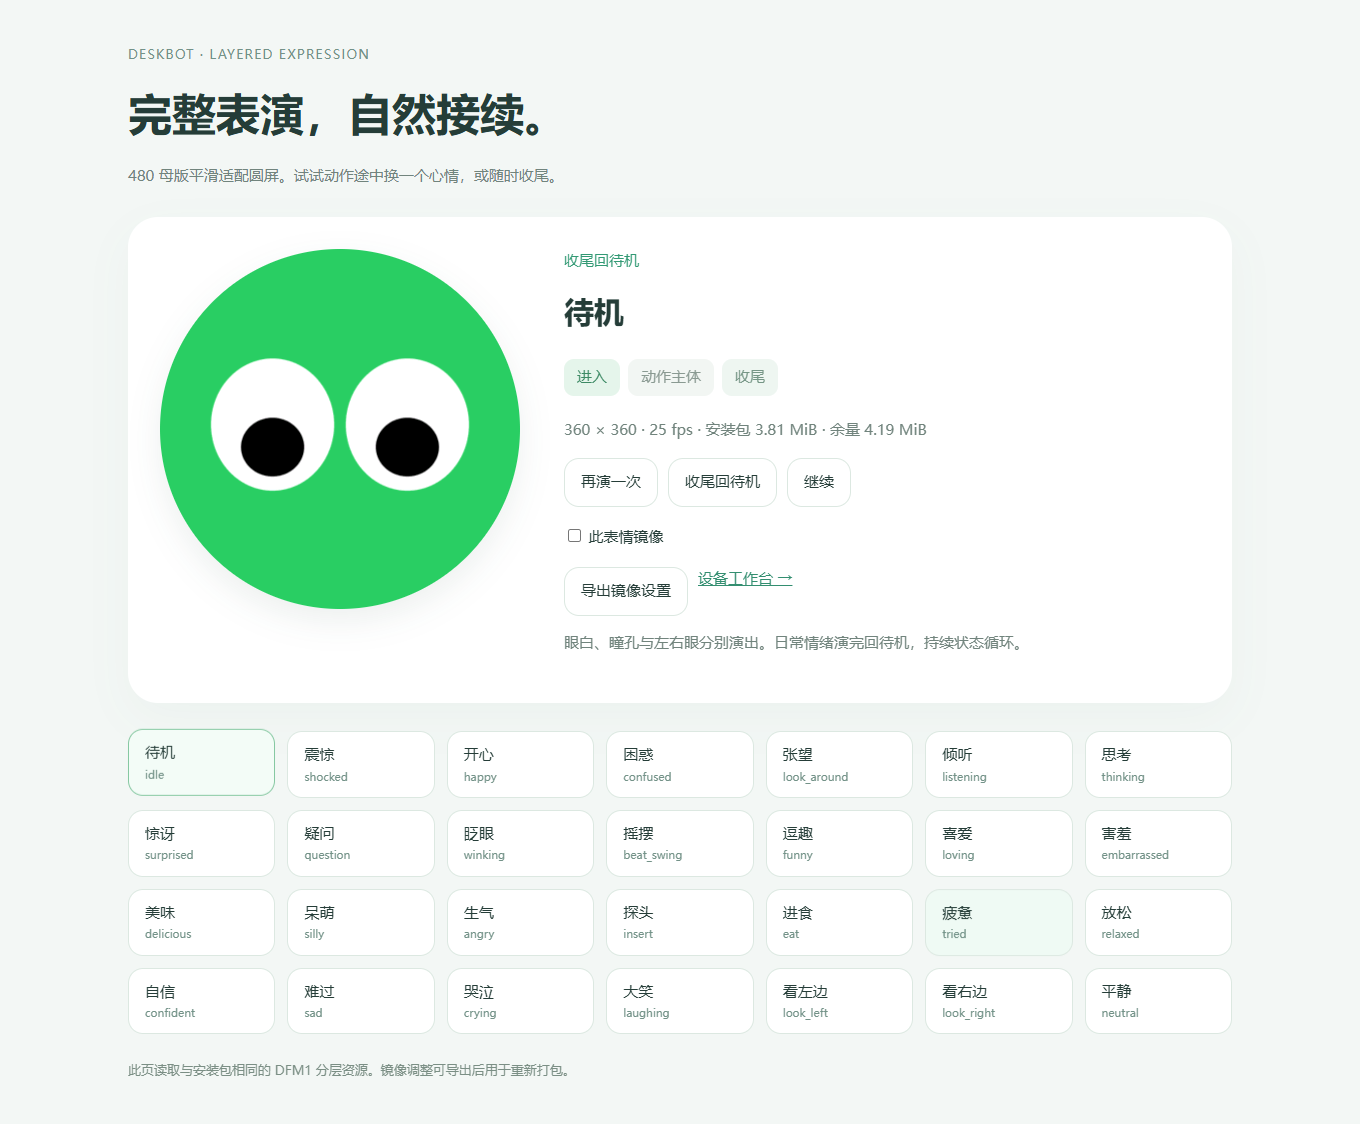 DESKBOT · LAYERED EXPRESSION
完整表演，自然接续。
480 母版平滑适配圆屏。试试动作途中换一个心情，或随时收尾。
收尾回待机
待机
进入 动作主体 收尾
360 × 360 · 25 fps · 安装包 3.81 MiB · 余量 4.19 MiB
再演一次 收尾回待机 继续
此表情镜像
导出镜像设置 设备工作台 →
眼白、瞳孔与左右眼分别演出。日常情绪演完回待机，持续状态循环。
待机 震惊 开心 困惑 张望 倾听 思考
idle shocked happy confused look_around listening thinking
惊讶 疑问 眨眼 摇摆 逗趣 喜爱 害羞
surprised question winking beat_swing funny loving embarrassed
美味 呆萌 生气 探头 进食 疲惫 放松
delicious silly angry insert eat tried relaxed
自信 难过 哭泣 大笑 看左边 看右边 平静
confident sad crying laughing look_left look_right neutral
此页读取与安装包相同的 DFM1 分层资源。镜像调整可导出后用于重新打包。